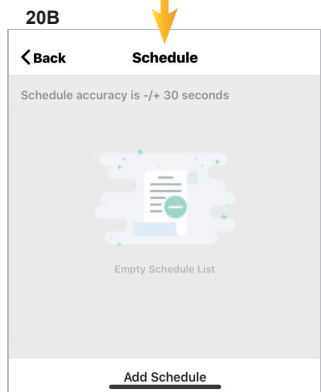 20B
Back Schedule
Schedule accuracy is -/+ 30 seconds
Empty Schedule List
Add Schedule